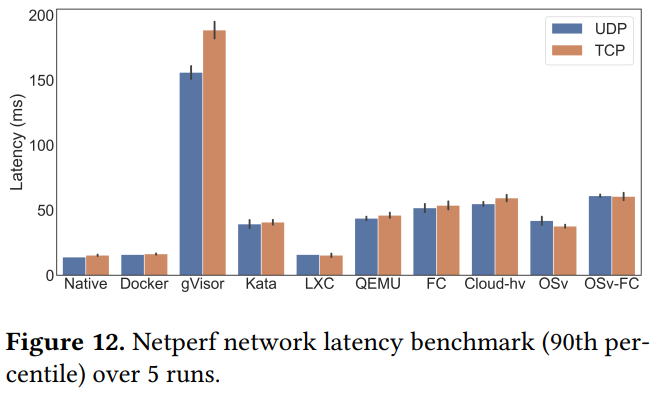 200
150
100
50
0
Latency (ms)
UDP
TCP
Native Docker gVisor Kata LXC QEMU FC Cloud-hv OSv OSv-FC
Figure 12. Netperf network latency benchmark (90th per-
centile) over 5 runs.